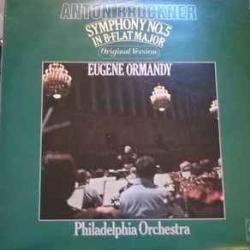 ANTON BRUCKNER
SYMPHONY NO.5
IN B-FLAT MAJOR
Original Version
EUGENE ORMANDY
Philadelphia Orchestra